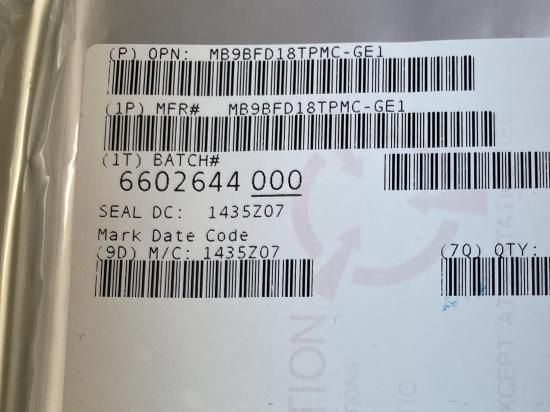 (P) OPN: MB9BFD18TPMC-GE1
(1P) MFR# MB9BFD18TPMC-GE1
(1T) BATCH#
6602644 000
SEAL DC: 1435Z07
Mark Date Code
(9D) M/C: 1435Z07
(7Q) QTY: